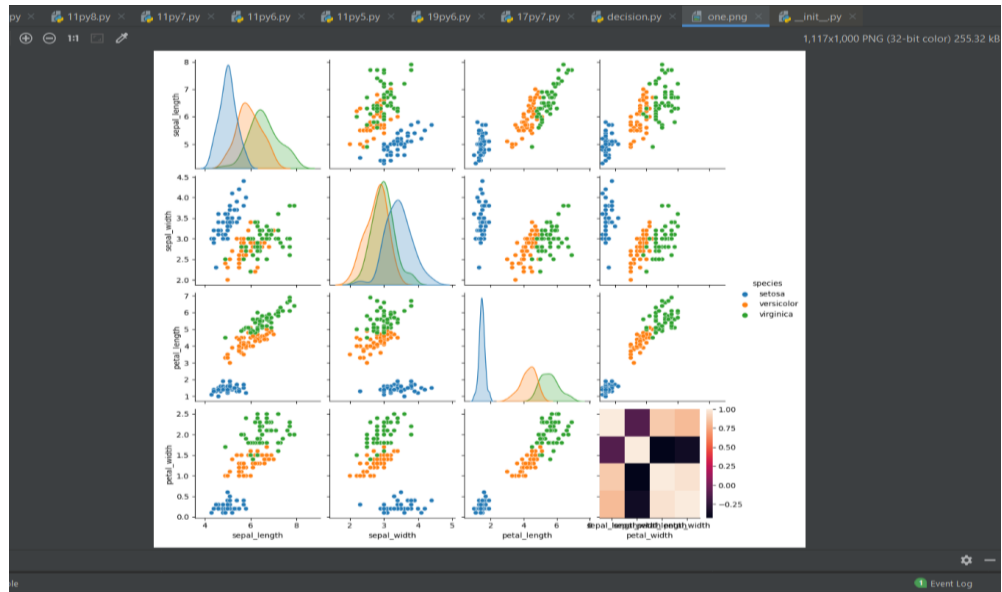 py 11py8.py 11py7.py 11py6.py 11py5.py 19py6.py 17py7.py decision.py one.png __init__.py
1:1 1,117x1,000 PNG (32-bit color) 255.32 kB
8
7
6
5
sepal_length
4.5
4.0
3.5
3.0
2.5
2.0
sepal_width
species
setosa
versicolor
virginica
7
6
5
4
3
2
1
petal_length
2.5
2.0
1.5
1.0
0.5
0.0
petal_width
1.00
0.75
0.50
0.25
0.00
−0.25
4 6 8 2 3 4 5 2 4 6
sepal_length sepal_width petal_length petal_width
1 Event Log